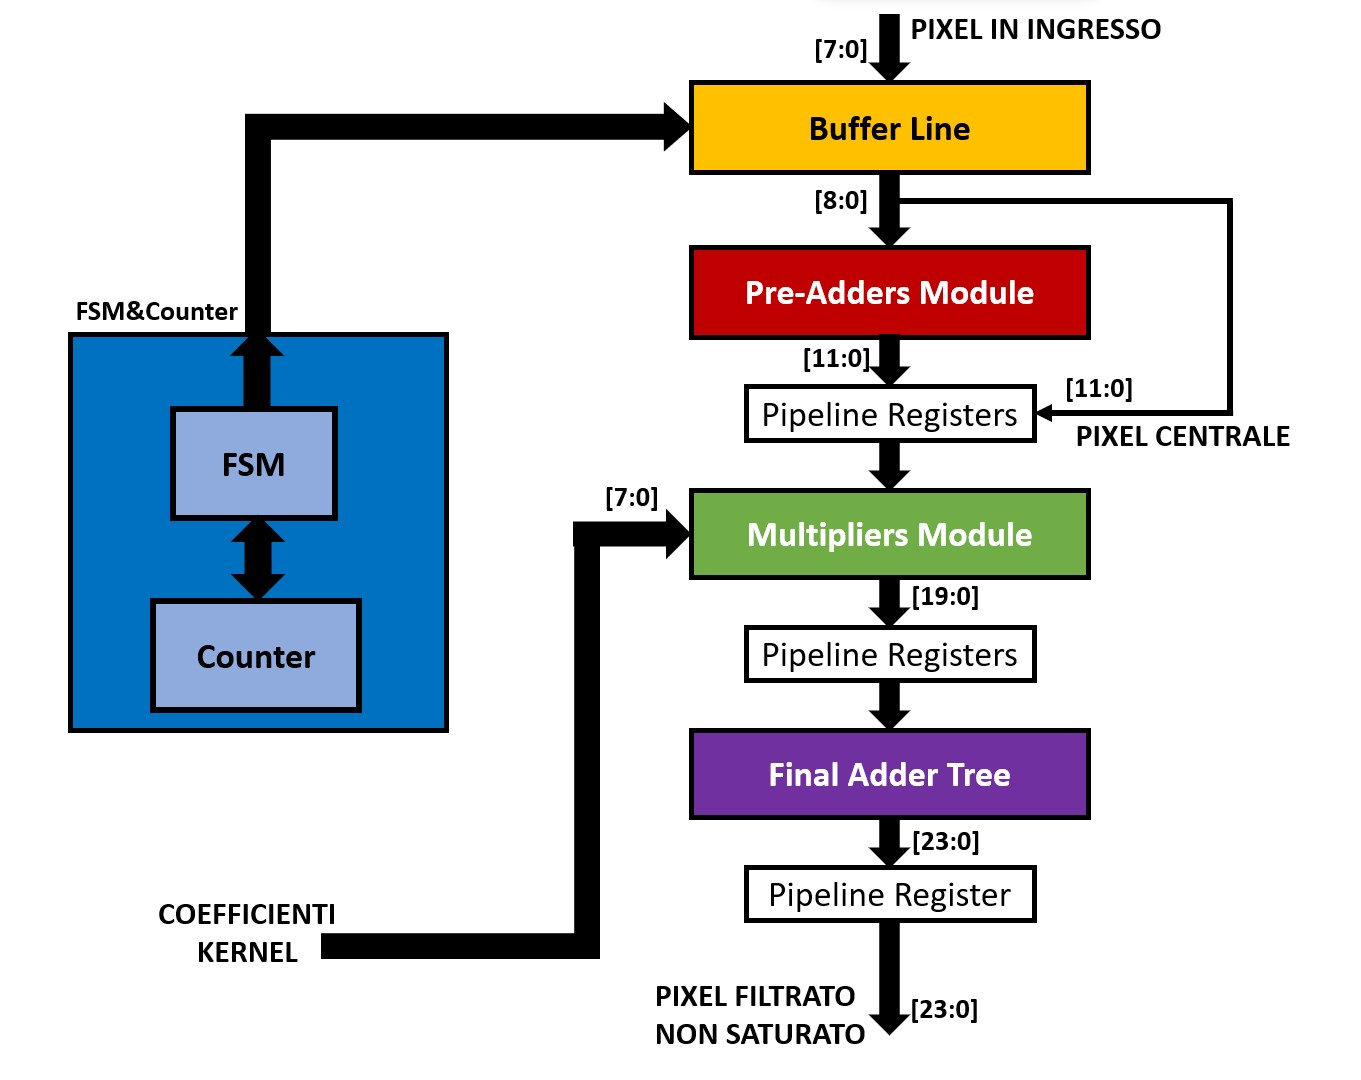 PIXEL IN INGRESSO
[7:0]
Buffer Line
[8:0]
Pre-Adders Module
FSM&Counter
[11:0]
[11:0]
Pipeline Registers
PIXEL CENTRALE
FSM
[7:0]
Multipliers Module
[19:0]
Counter
Pipeline Registers
Final Adder Tree
[23:0]
Pipeline Register
COEFFICIENTI
KERNEL
PIXEL FILTRATO
NON SATURATO
[23:0]